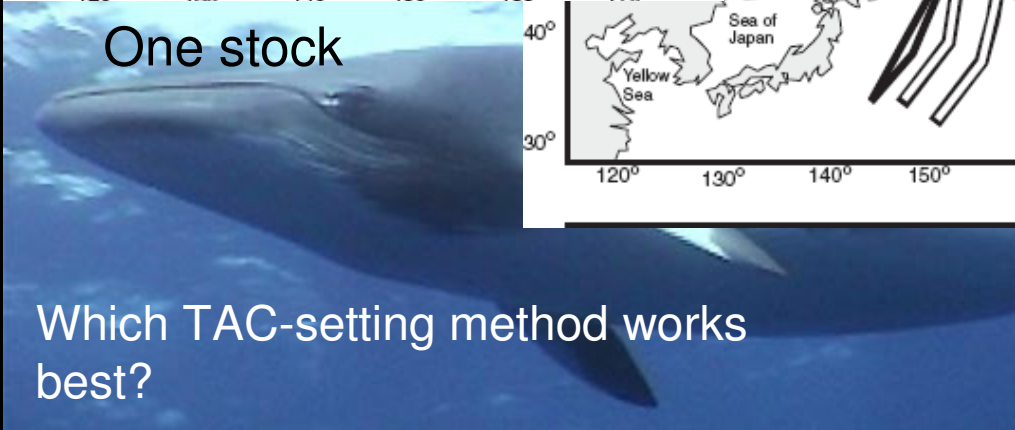 One stock
40°
Sea of
Japan
Yellow
Sea
30°
120°
130°
140°
150°
Which TAC-setting method works
best?